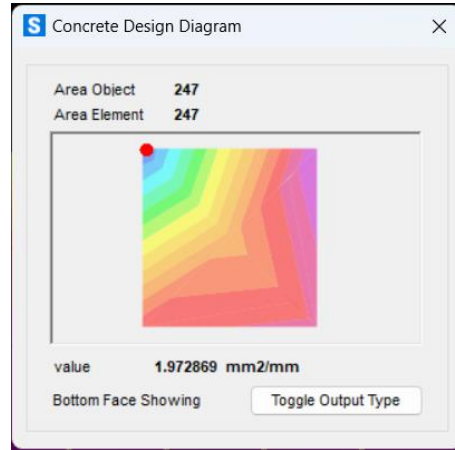 S Concrete Design Diagram
Area Object 247
Area Element 247
value 1.972869 mm2/mm
Bottom Face Showing Toggle Output Type